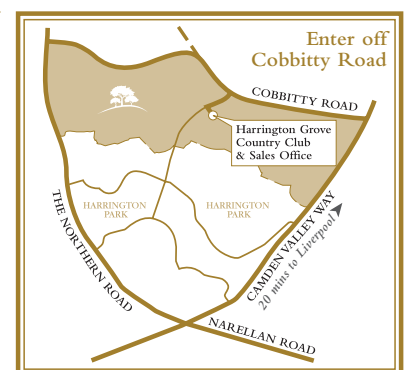 Enter off
Cobbitty Road
COBBITTY ROAD
Harrington Grove
Country Club
& Sales Office
HARRINGTON
PARK
HARRINGTON
PARK
THE NORTHERN ROAD
CAMDEN VALLEY WAY
20 mins to Liverpool
NARELLAN ROAD